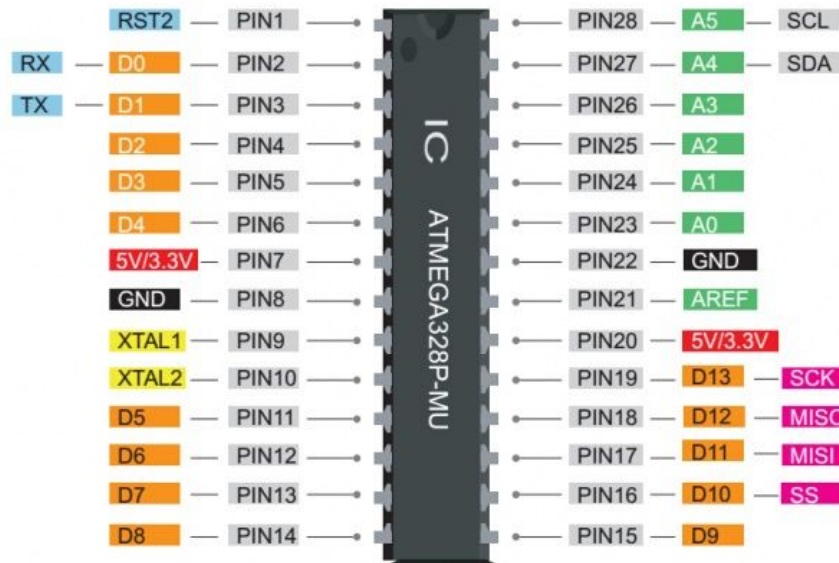 RST2 PIN1 PIN28 A5 SCL
RX D0 PIN2 PIN27 A4 SDA
TX D1 PIN3 PIN26 A3
D2 PIN4 PIN25 A2
D3 PIN5 PIN24 A1
D4 PIN6 PIN23 A0
5V/3.3V PIN7 PIN22 GND
GND PIN8 PIN21 AREF
XTAL1 PIN9 PIN20 5V/3.3V
XTAL2 PIN10 PIN19 D13 SCK
D5 PIN11 PIN18 D12 MISO
D6 PIN12 PIN17 D11 MISI
D7 PIN13 PIN16 D10 SS
D8 PIN14 PIN15 D9
IC ATMEGA328P-MU